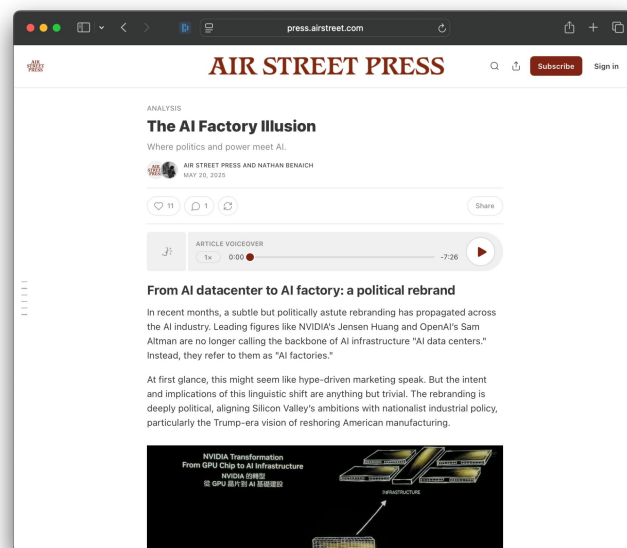 press.airstreet.com
AIR
STREET
PRESS
AIR STREET PRESS
Subscribe
Sign in
ANALYSIS
The AI Factory Illusion
Where politics and power meet AI.
AIR STREET PRESS AND NATHAN BENAICH
MAY 20, 2025
11
1
Share
ARTICLE VOICEOVER
1×
0:00
-7:26
From AI datacenter to AI factory: a political rebrand
In recent months, a subtle but politically astute rebranding has propagated across
the AI industry. Leading figures like NVIDIA's Jensen Huang and OpenAI's Sam
Altman are no longer calling the backbone of AI infrastructure "AI data centers."
Instead, they refer to them as "AI factories."
At first glance, this might seem like hype-driven marketing speak. But the intent
and implications of this linguistic shift are anything but trivial. The rebranding is
deeply political, aligning Silicon Valley's ambitions with nationalist industrial policy,
particularly the Trump-era vision of reshoring American manufacturing.
NVIDIA Transformation
From GPU Chip to AI Infrastructure
NVIDIA 的轉型
從 GPU 晶片到 AI 基礎建設
INFRASTRUCTURE